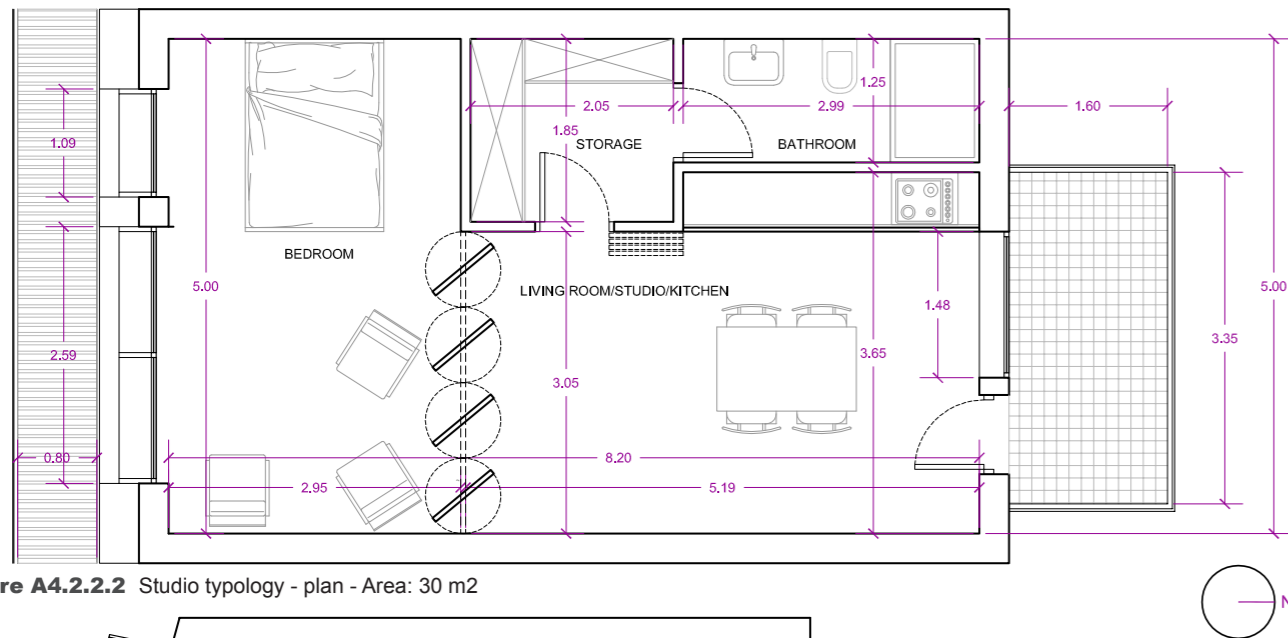 1.25
2.05
2.99
1.60
1.09
1.85
STORAGE
BATHROOM
BEDROOM
5.00
LIVING ROOM/STUDIO/KITCHEN
5.00
1.48
3.35
2.59
3.05
3.65
0.80
8.20
2.95
5.19
re A4.2.2.2 Studio typology - plan - Area: 30 m2
N